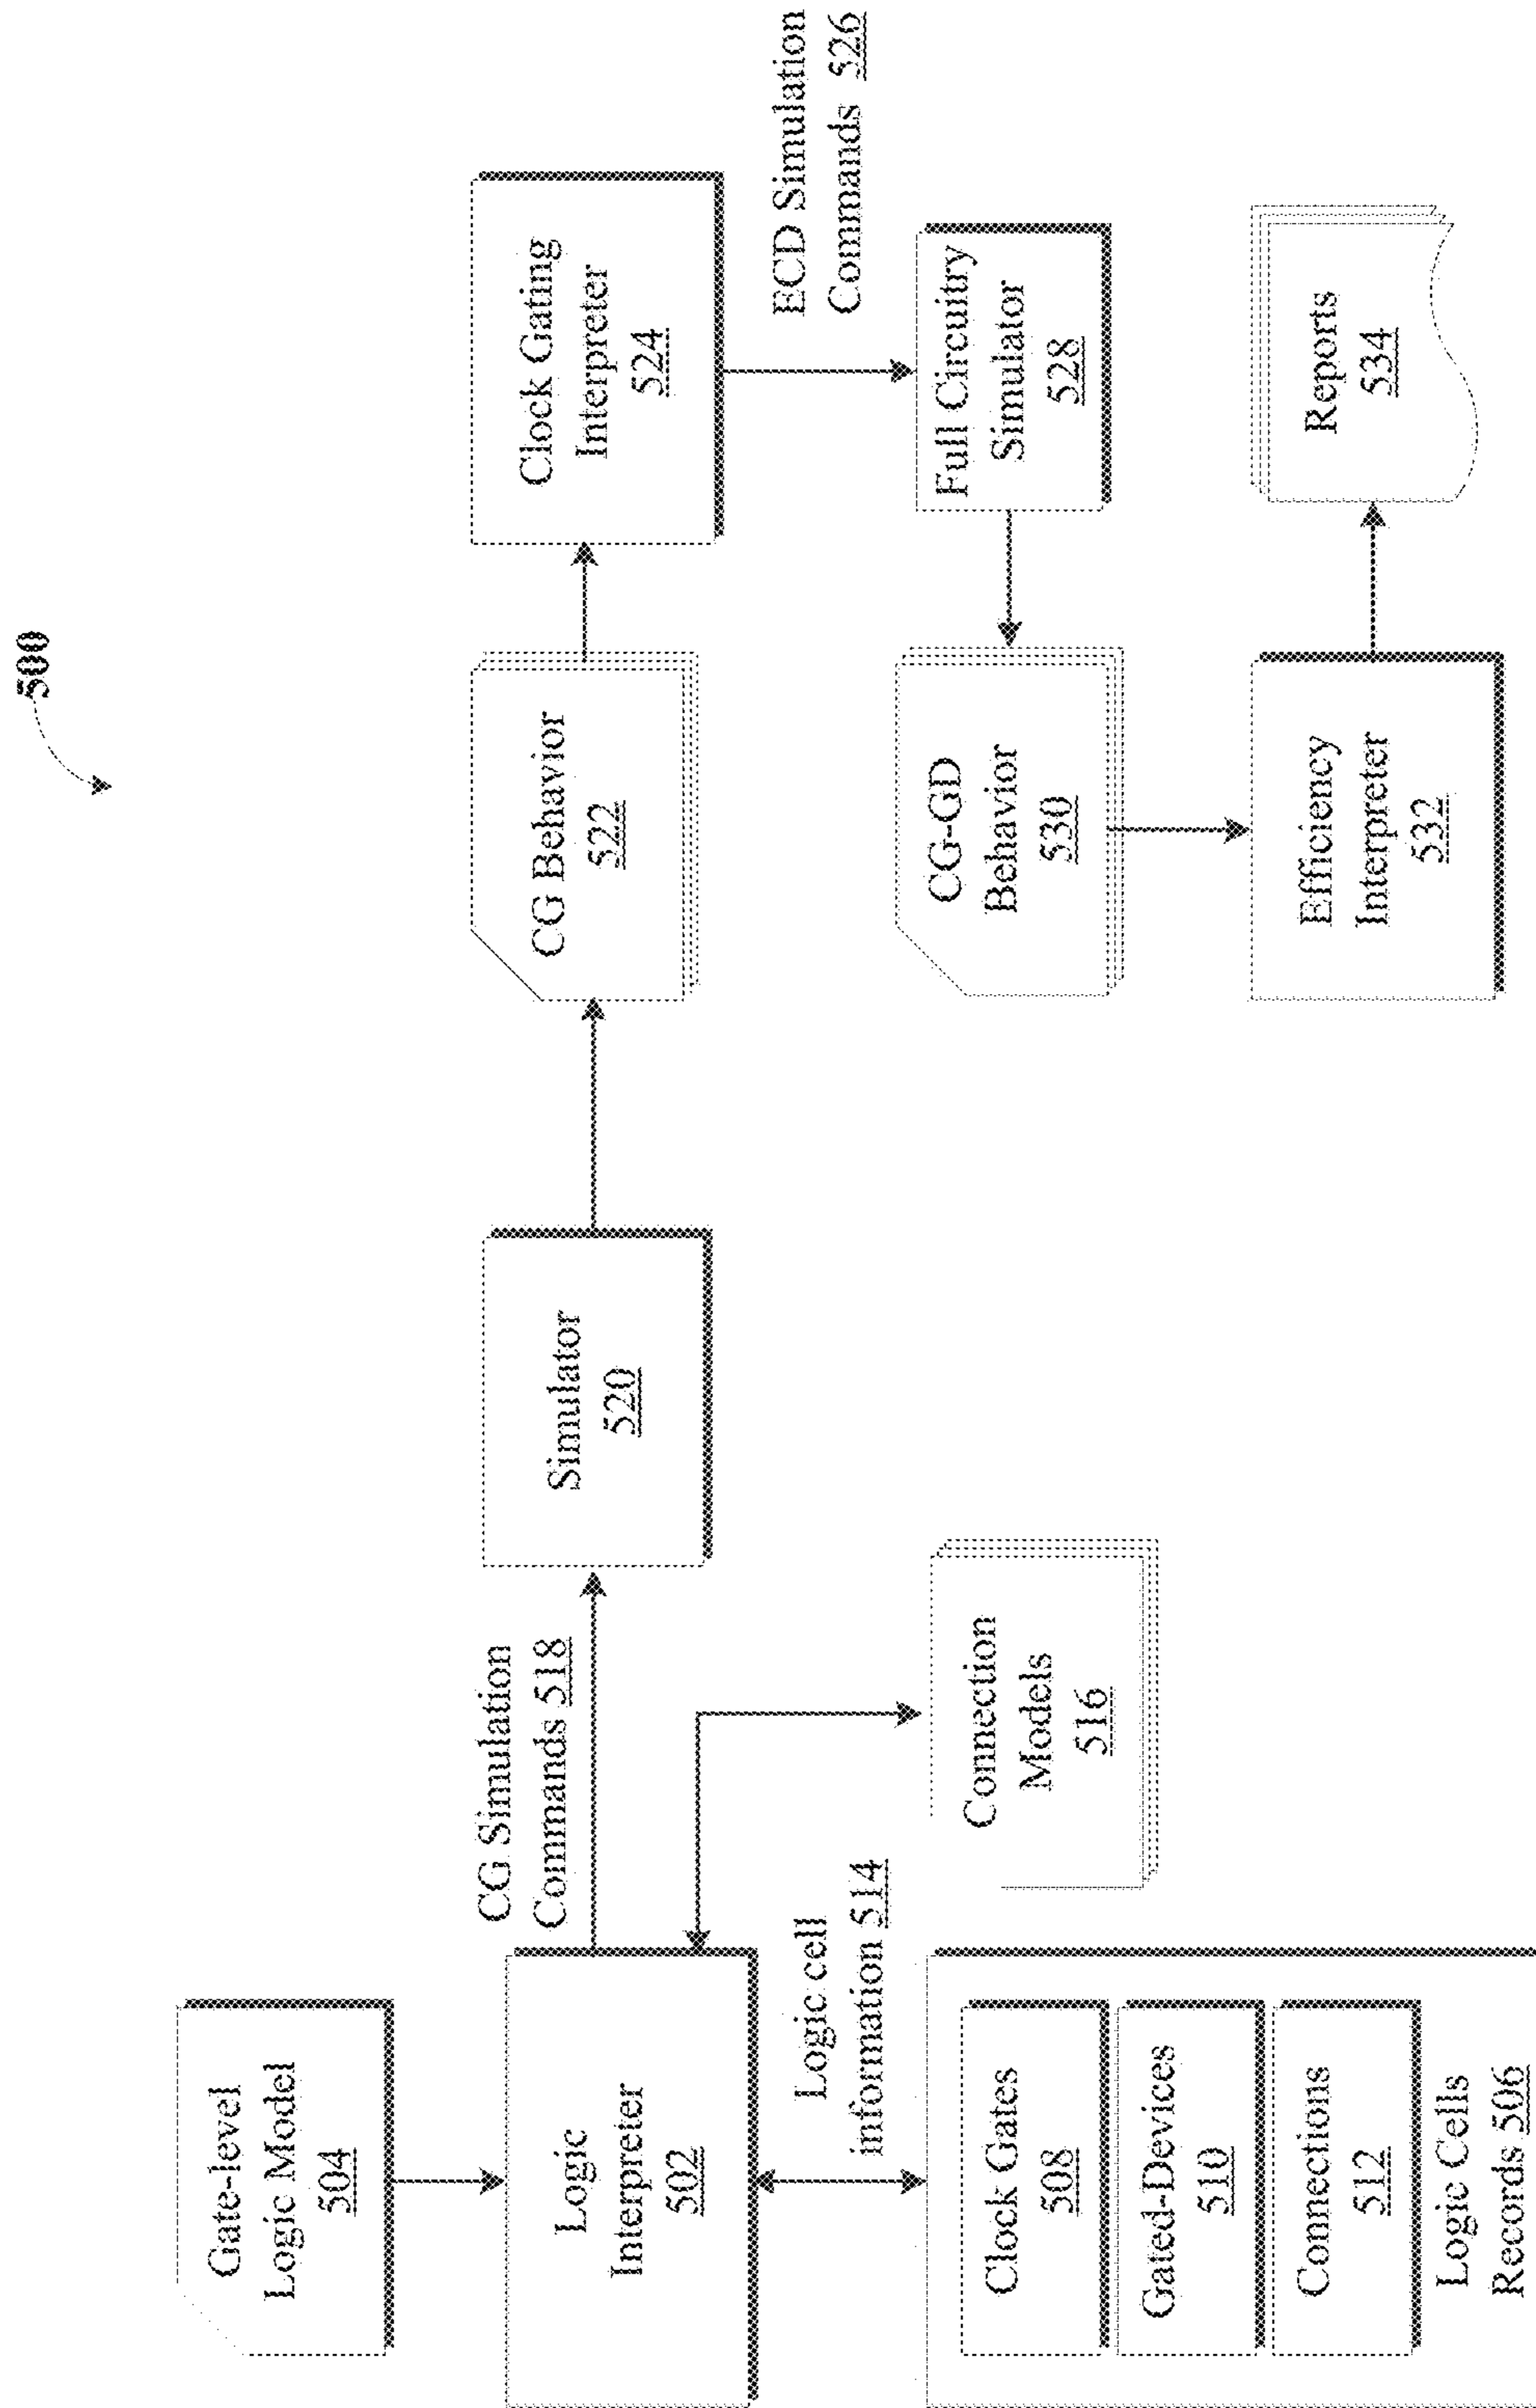 500
Gate-level
Logic Model
504
Logic
Interpreter
502
CG Simulation
Commands 518
Simulator
520
CG Behavior
522
Clock Gating
Interpreter
524
ECD Simulation
Commands 526
Logic cell
information 514
Connection
Models
516
Clock Gates
508
Gated-Devices
510
Connections
512
Logic Cells
Records 506
Full Circuitry
Simulator
528
CG-GD
Behavior
530
Efficiency
Interpreter
532
Reports
534